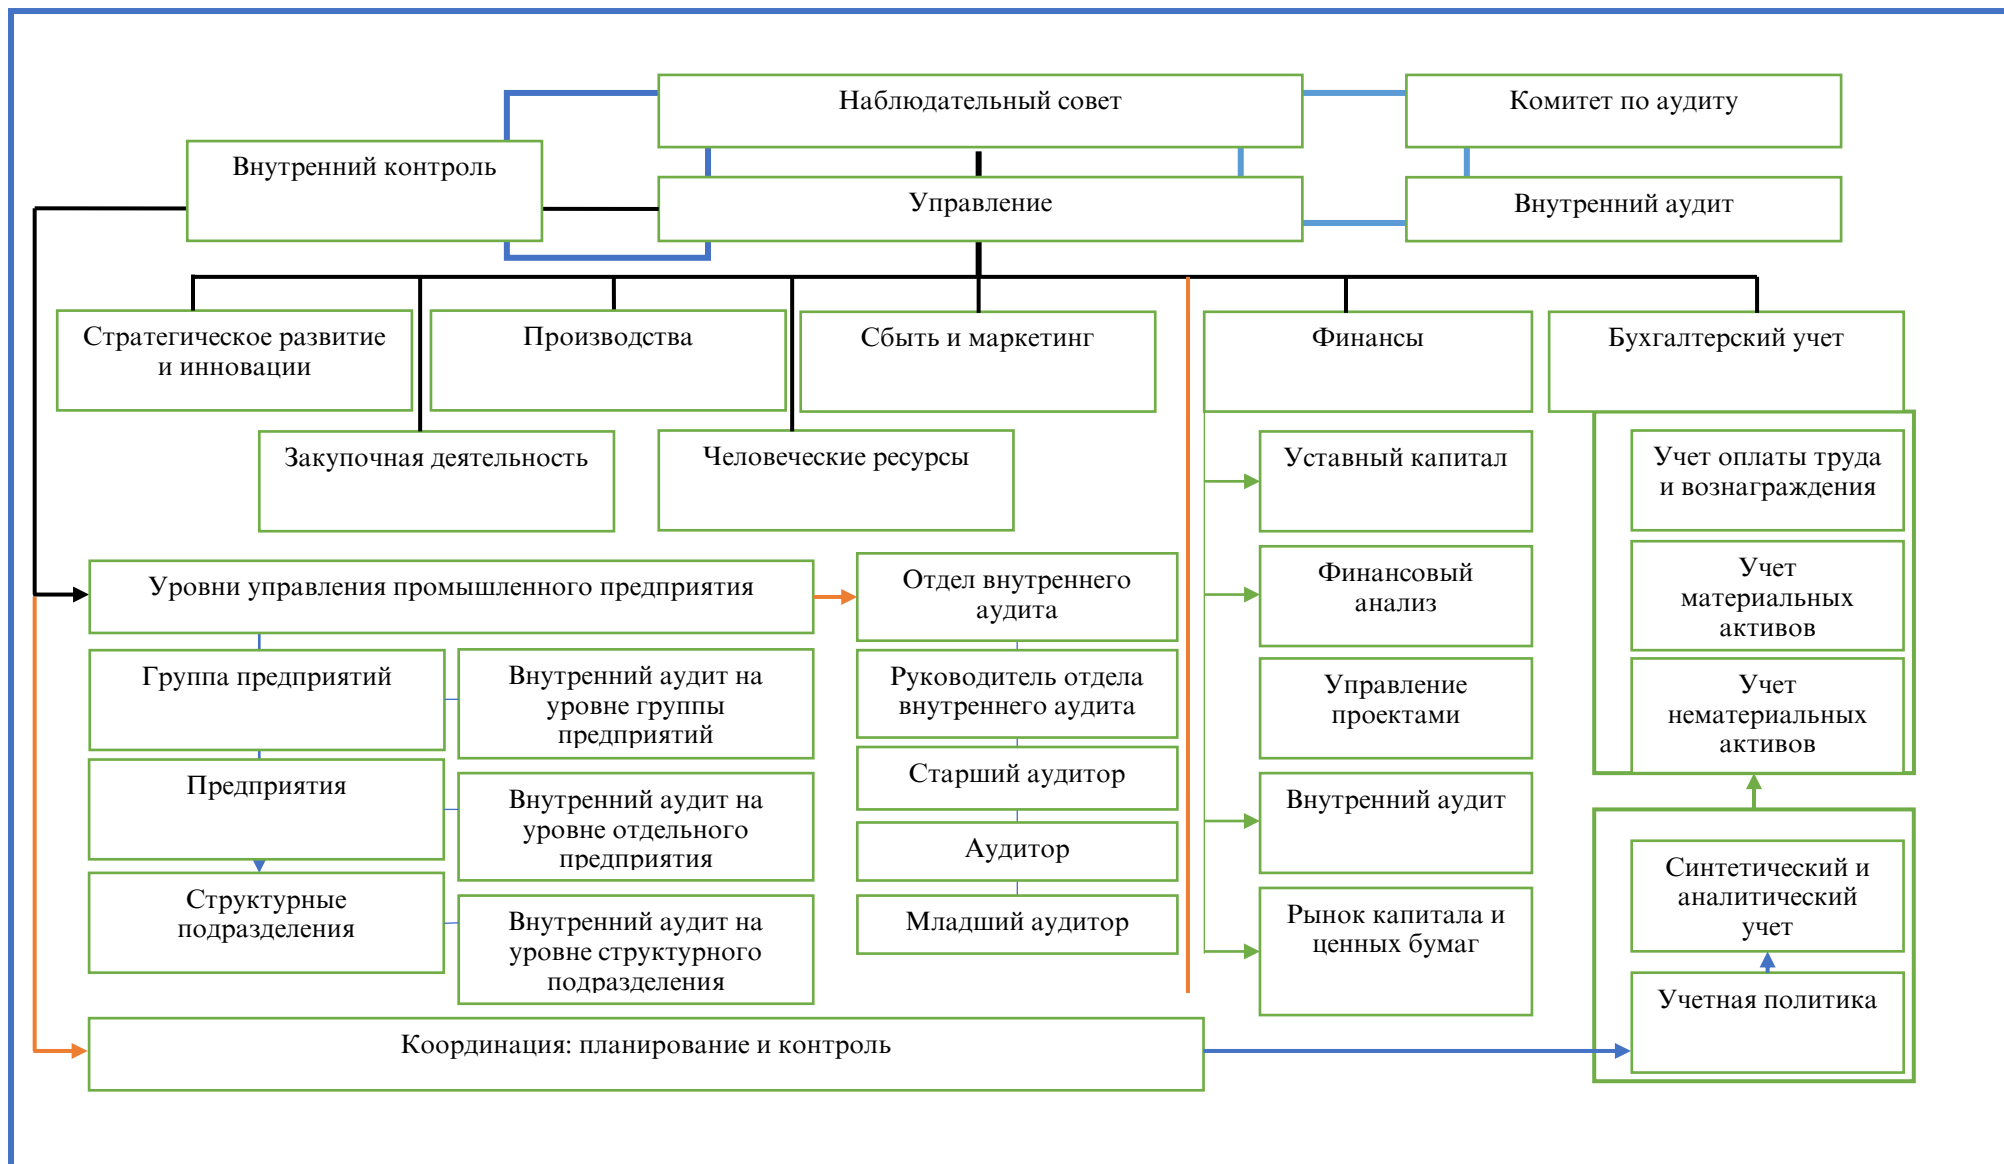 Наблюдательный совет
Комитет по аудиту
Внутренний контроль
Управление
Внутренний аудит
Стратегическое развитие
и инновации
Производства
Сбыть и маркетинг
Финансы
Бухгалтерский учет
Закупочная деятельность
Человеческие ресурсы
Уставный капитал
Учет оплаты труда
и вознаграждения
Уровни управления промышленного предприятия
Отдел внутреннего
аудита
Финансовый
анализ
Учет
материальных
активов
Группа предприятий
Внутренний аудит на
уровне группы
предприятий
Руководитель отдела
внутреннего аудита
Управление
проектами
Учет
нематериальных
активов
Предприятия
Внутренний аудит на
уровне отдельного
предприятия
Старший аудитор
Аудитор
Внутренний аудит
Структурные
подразделения
Внутренний аудит на
уровне структурного
подразделения
Младший аудитор
Рынок капитала и
ценных бумаг
Синтетический и
аналитический
учет
Учетная политика
Координация: планирование и контроль